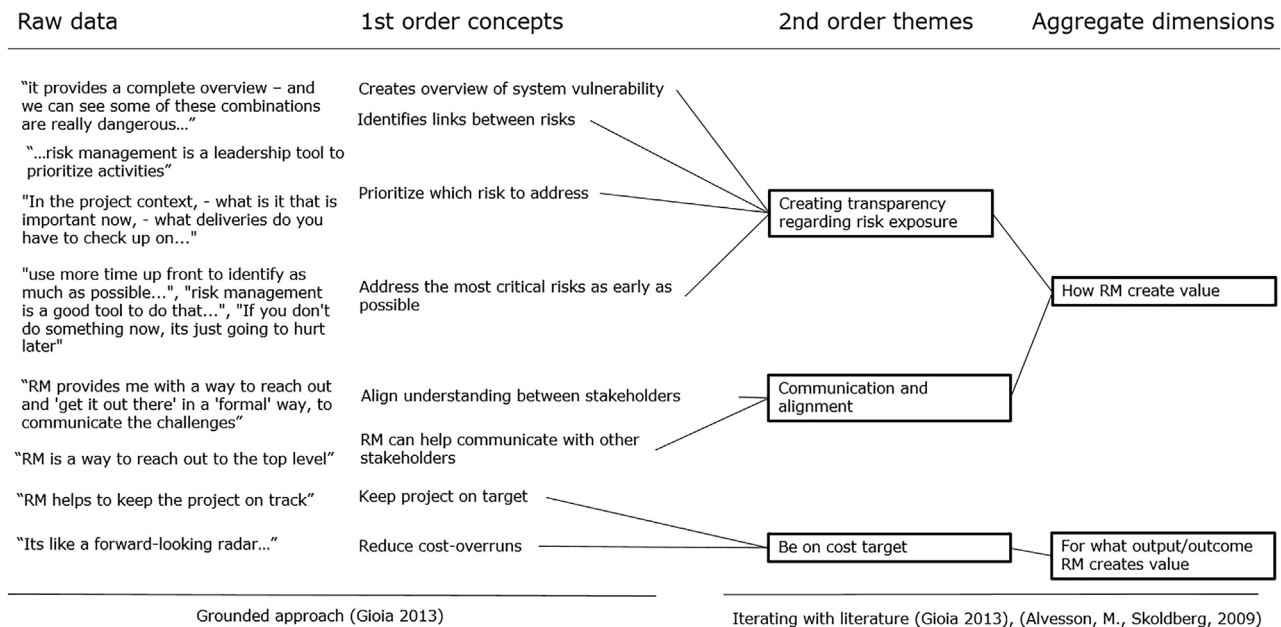 Raw data
1st order concepts
2nd order themes
Aggregate dimensions
“it provides a complete overview – and
we can see some of these combinations
are really dangerous…”
“…risk management is a leadership tool to
prioritize activities”
"In the project context, - what is it that is
important now, - what deliveries do you
have to check up on..."
"use more time up front to identify as
much as possible...", "risk management
is a good tool to do that...", "If you don't
do something now, its just going to hurt
later"
“RM provides me with a way to reach out
and 'get it out there' in a 'formal' way, to
communicate the challenges”
“RM is a way to reach out to the top level”
“RM helps to keep the project on track”
“Its like a forward-looking radar…”
Creates overview of system vulnerability
Identifies links between risks
Prioritize which risk to address
Address the most critical risks as early as
possible
Align understanding between stakeholders
RM can help communicate with other
stakeholders
Keep project on target
Reduce cost-overruns
Creating transparency
regarding risk exposure
Communication and
alignment
Be on cost target
How RM create value
For what output/outcome
RM creates value
Grounded approach (Gioia 2013)
Iterating with literature (Gioia 2013), (Alvesson, M., Skoldberg, 2009)